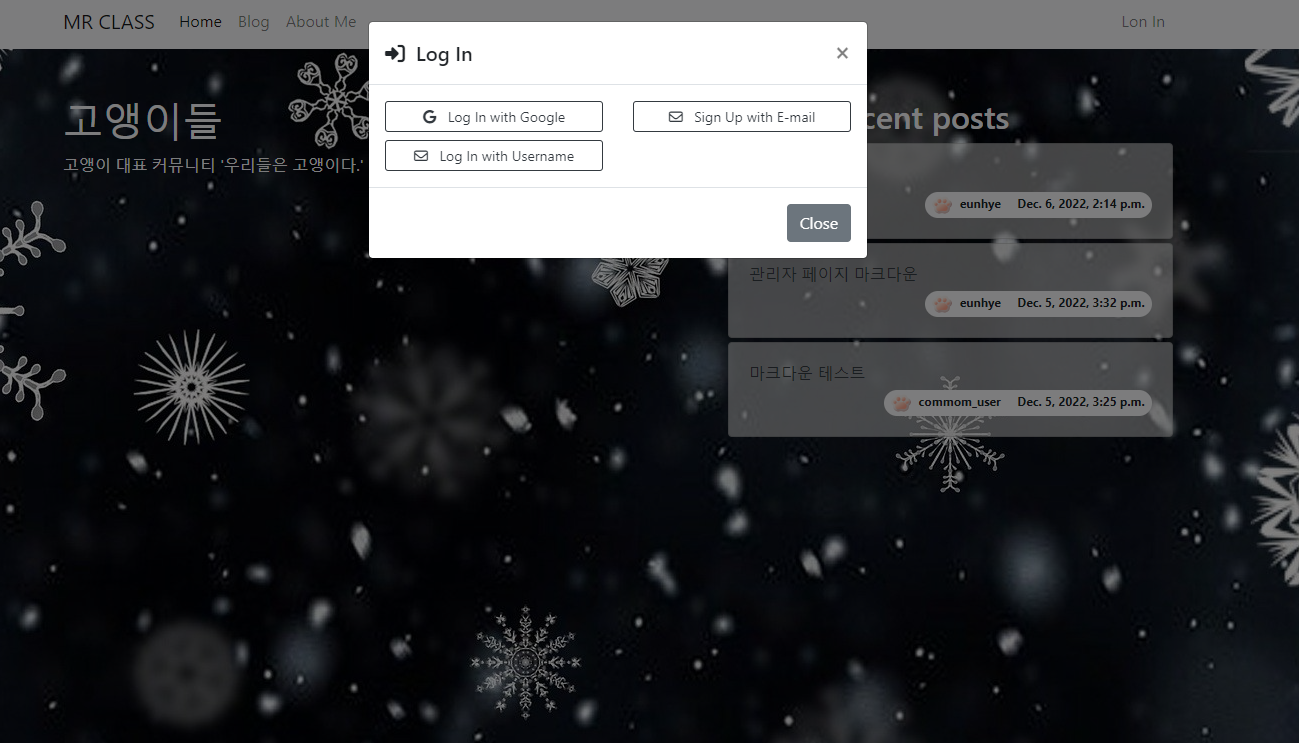 MR CLASS Home Blog About Me Lon In
Log In ×
Log In with Google
Sign Up with E-mail
Log In with Username
Close
고앵이들
고앵이 대표 커뮤니티 '우리들은 고앵이다.'
cent posts
eunhye Dec. 6, 2022, 2:14 p.m.
관리자 페이지 마크다운
eunhye Dec. 5, 2022, 3:32 p.m.
마크다운 테스트
commom_user Dec. 5, 2022, 3:25 p.m.